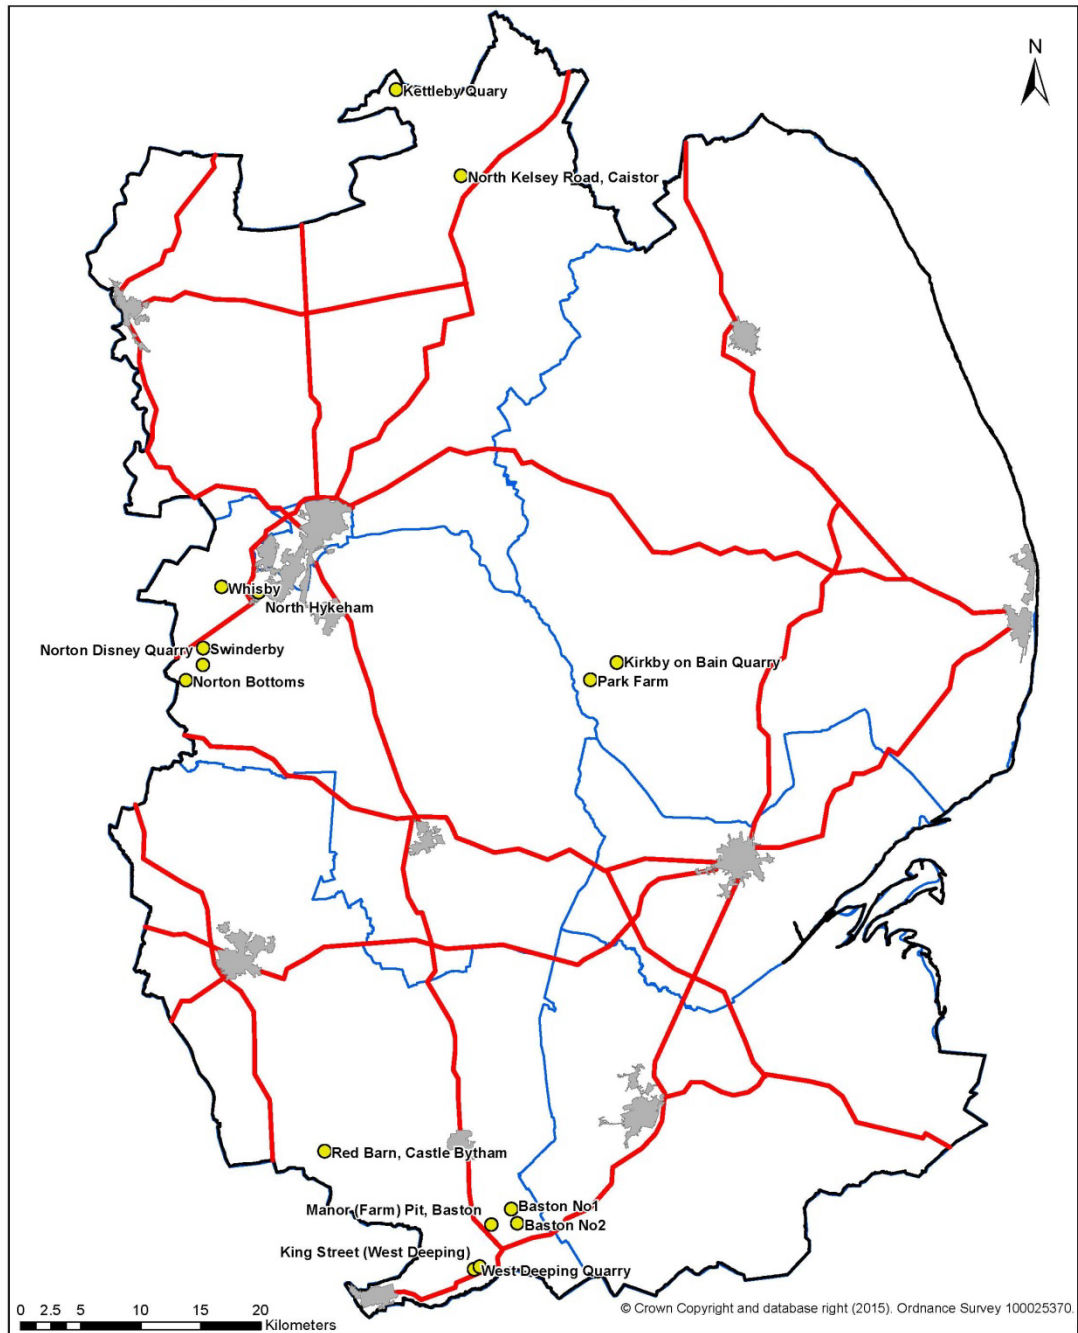 N
Kettleby Quary
North Kelsey Road, Caistor
Whisby
North Hykeham
Norton Disney Quarry
Swinderby
Norton Bottoms
Kirkby on Bain Quarry
Park Farm
Red Barn, Castle Bytham
Manor (Farm) Pit, Baston
Baston No1
Baston No2
King Street (West Deeping)
West Deeping Quarry
0 2.5 5 10 15 20
Kilometers
© Crown Copyright and database right (2015). Ordnance Survey 100025370.